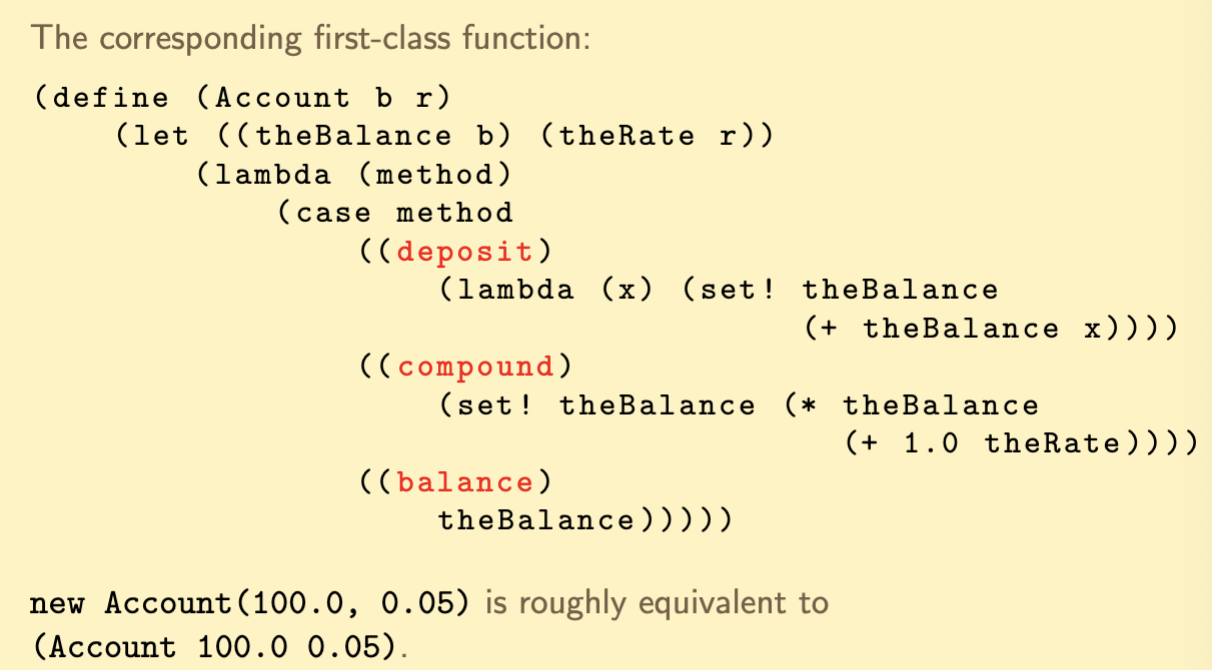 The corresponding first-class function:
(define (Account b r)
(let ((theBalance b) (theRate r))
(lambda (method)
(case method
((deposit)
(lambda (x) (set! theBalance
(+ theBalance x))))
((compound)
(set! theBalance (* theBalance
(+ 1.0 theRate))))
((balance)
theBalance)))))
new Account(100.0, 0.05) is roughly equivalent to
(Account 100.0 0.05).